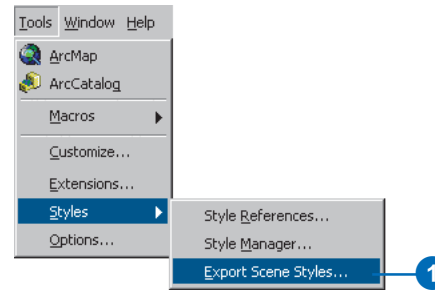 Tools Window Help
ArcMap
ArcCatalog
Macros
Customize...
Extensions...
Styles
Options...
Style References...
Style Manager...
Export Scene Styles...
1